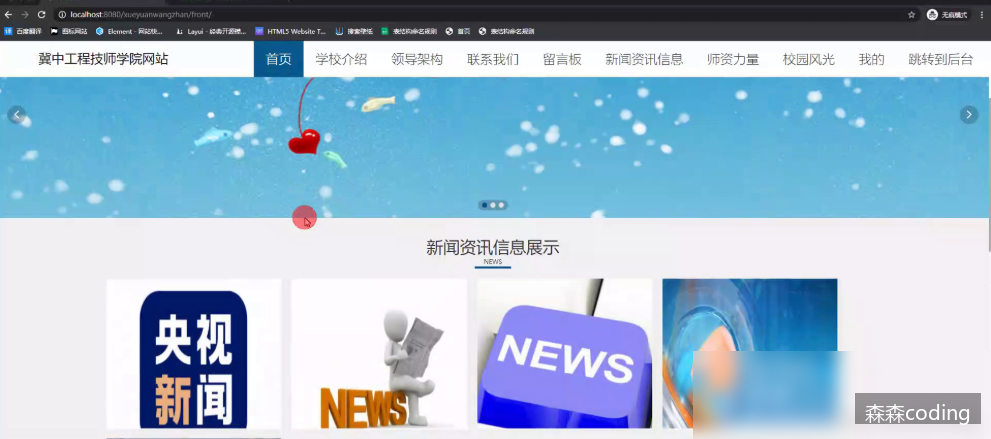 localhost:8080/xueyuanwangzhan/front/
无痕模式
百度翻译 图标网站 Element - 网站快... Layui - 经典开源模... HTML5 Website T... 搜索壁纸 表结构命名规则 首页 表结构命名规则
冀中工程技师学院网站 首页 学校介绍 领导架构 联系我们 留言板 新闻资讯信息 师资力量 校园风光 我的 跳转到后台
新闻资讯信息展示
NEWS
央视
新闻
NEWS
NEWS
森森coding